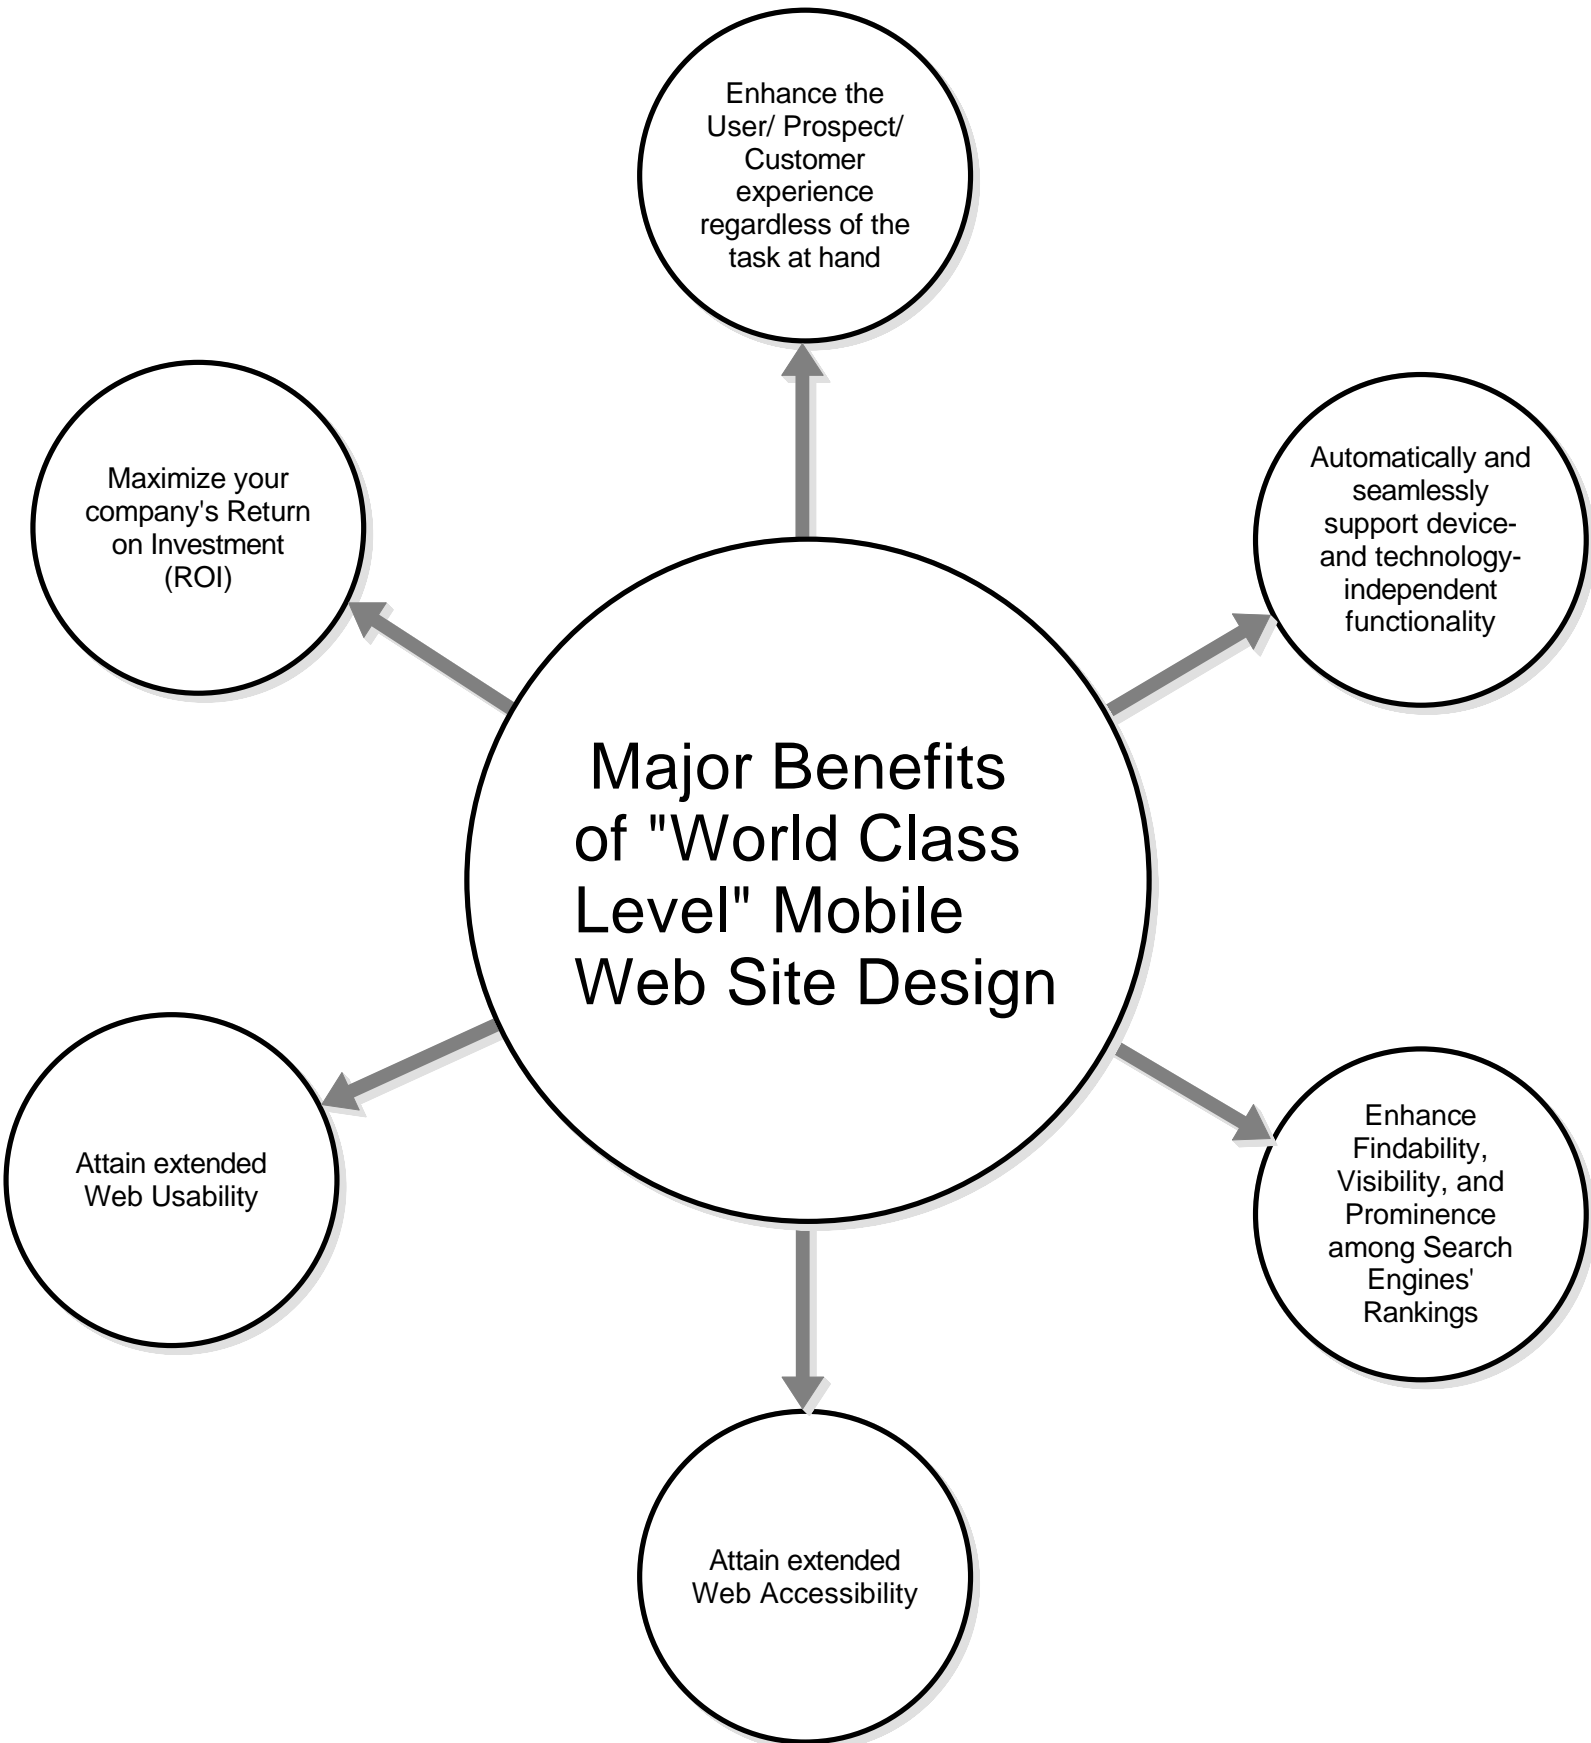 Enhance the
User/ Prospect/
Customer
experience
regardless of the
task at hand
Maximize your
company's Return
on Investment
(ROI)
Automatically and
seamlessly
support device-
and technology-
independent
functionality
Major Benefits
of "World Class
Level" Mobile
Web Site Design
Attain extended
Web Usability
Enhance
Findability,
Visibility, and
Prominence
among Search
Engines'
Rankings
Attain extended
Web Accessibility